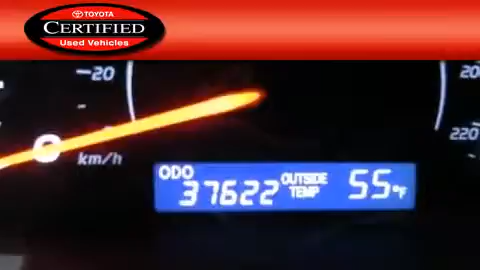 TOYOTA
CERTIFIED
Used Vehicles
20
0
km/h
20
220
ODO
37622
OUTSIDE
TEMP
55°F